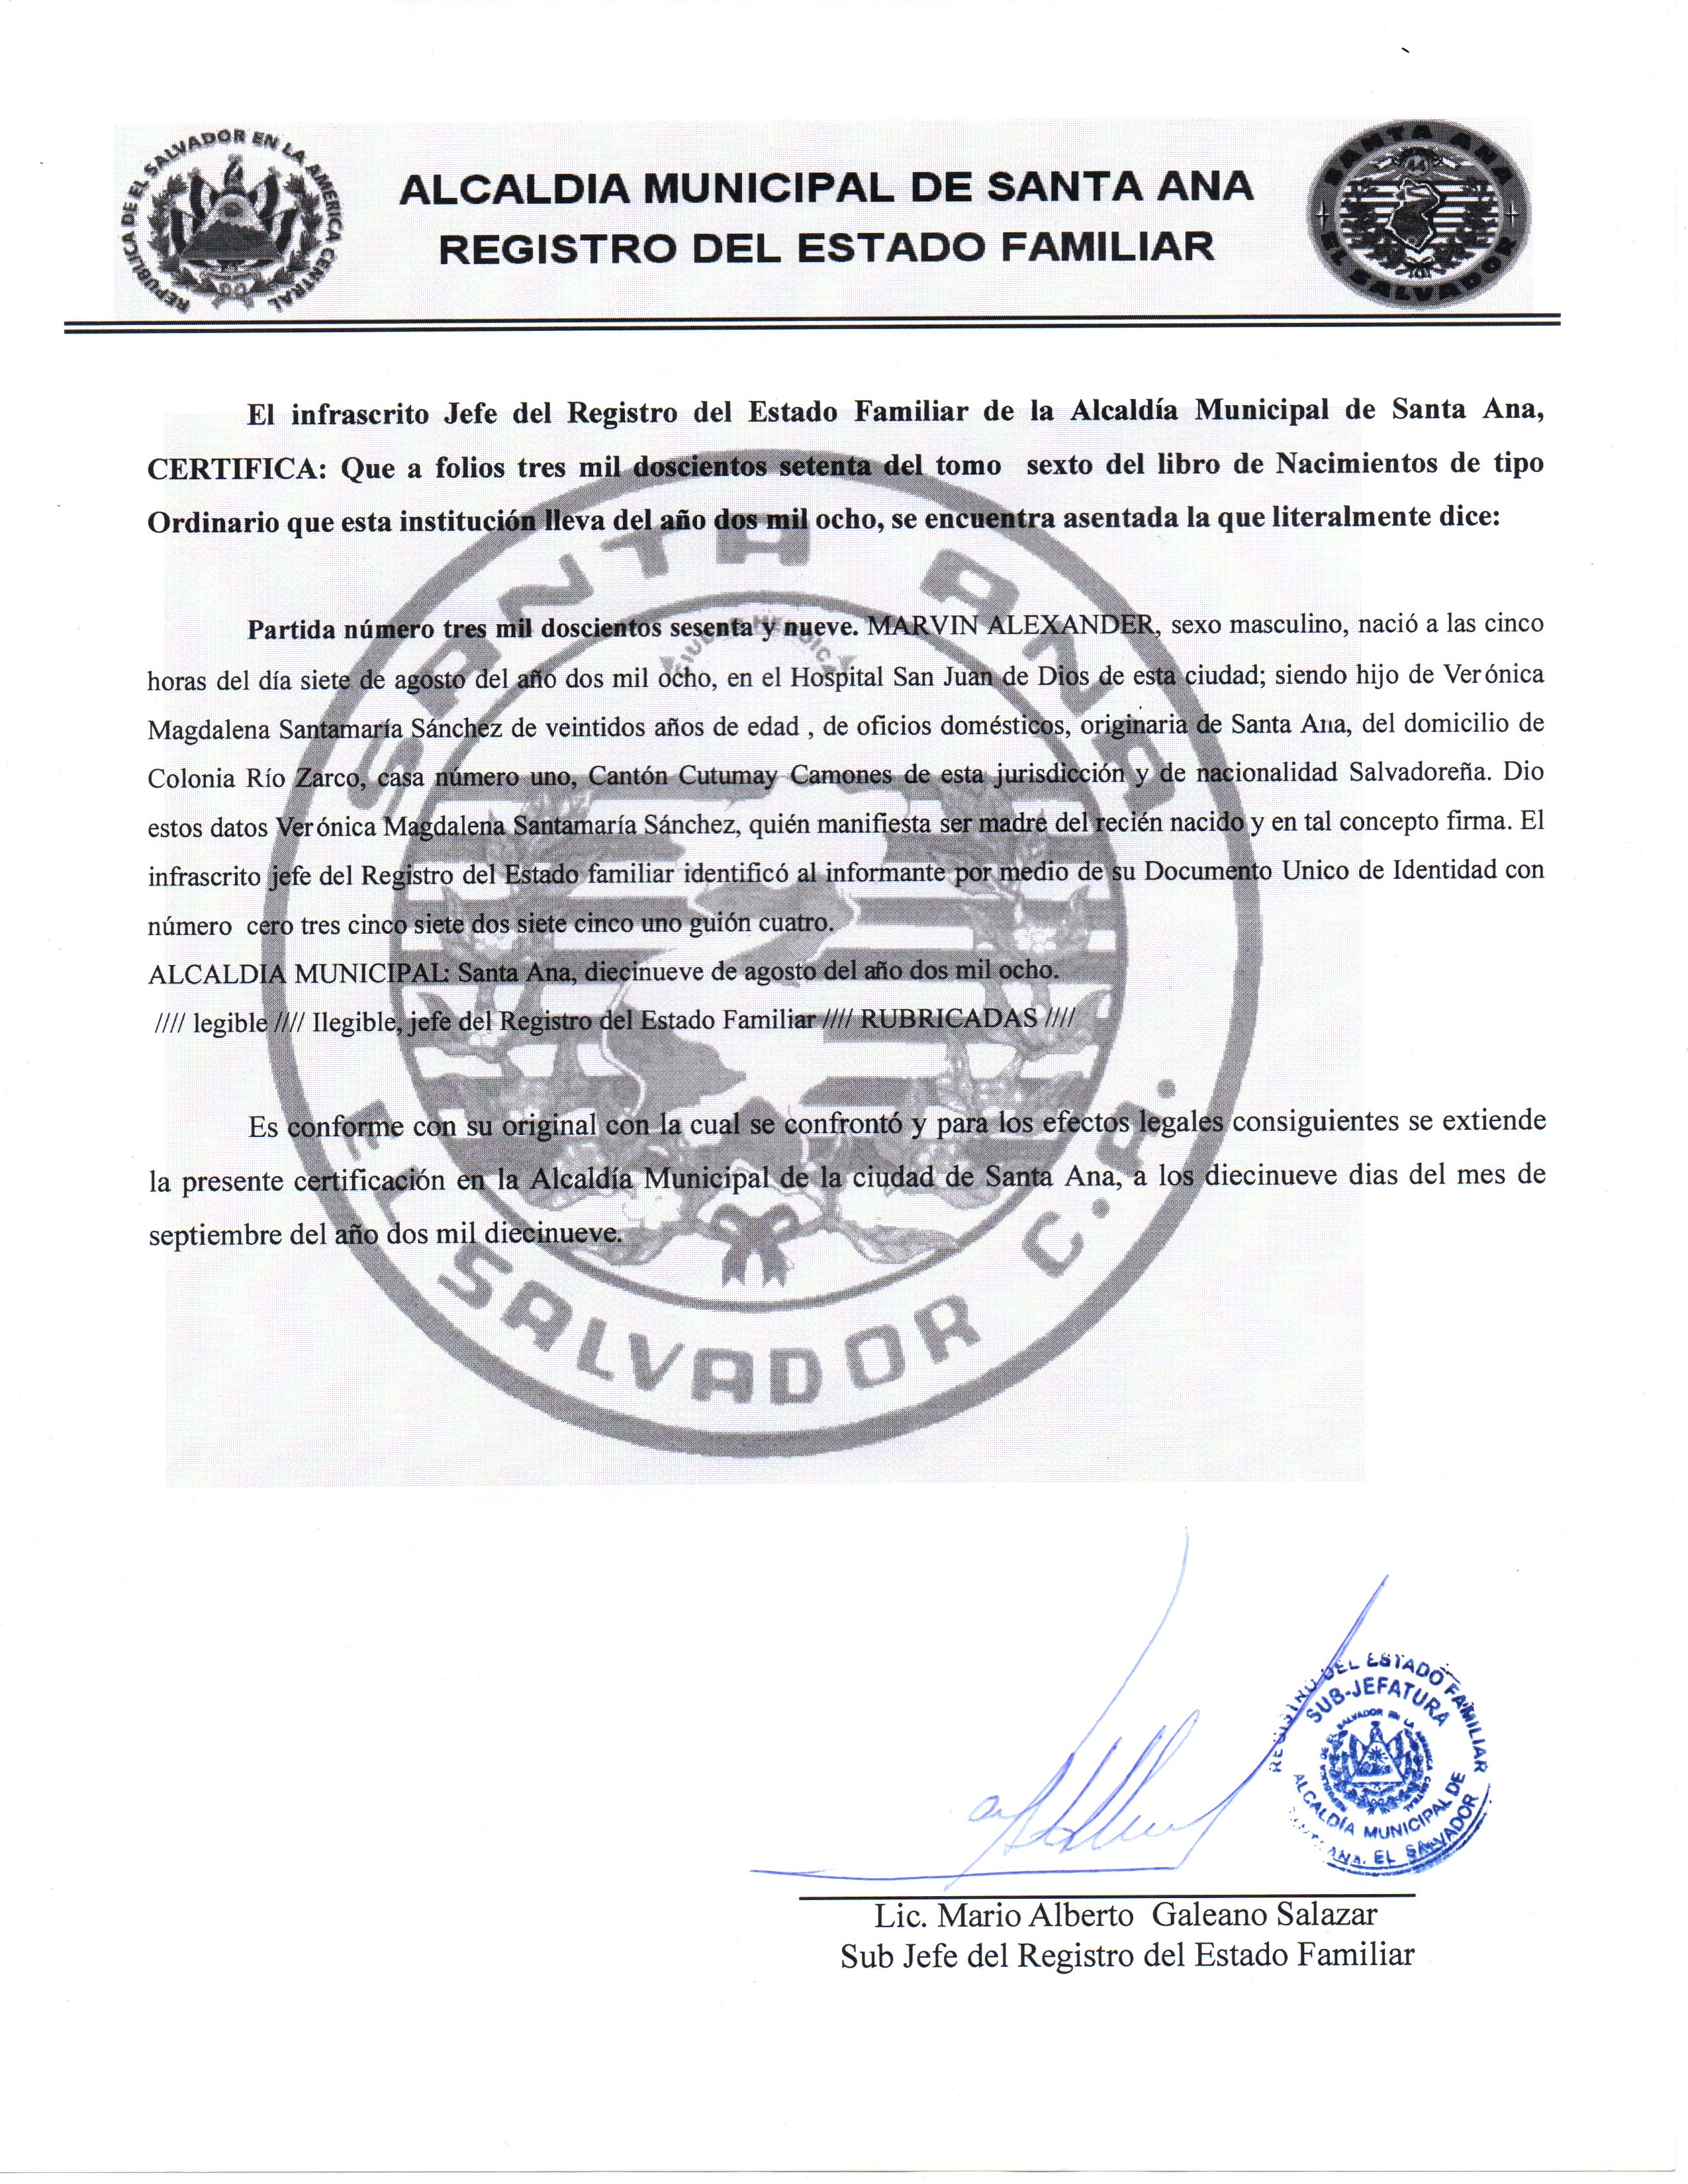 REPUBLICA DE EL SALVADOR EN LA AMERICA CENTRAL
ALCALDIA MUNICIPAL DE SANTA ANA
REGISTRO DEL ESTADO FAMILIAR
SANTA ANA
EL SALVADOR
El infrascrito Jefe del Registro del Estado Familiar de la Alcaldía Municipal de Santa Ana,
CERTIFICA: Que a folios tres mil doscientos setenta del tomo sexto del libro de Nacimientos de tipo
Ordinario que esta institución lleva del año dos mil ocho, se encuentra asentada la que literalmente dice:
Partida número tres mil doscientos sesenta y nueve. MARVIN ALEXANDER, sexo masculino, nació a las cinco
horas del día siete de agosto del año dos mil ocho, en el Hospital San Juan de Dios de esta ciudad; siendo hijo de Verónica
Magdalena Santamaría Sánchez de veintidos años de edad , de oficios domésticos, originaria de Santa Ana, del domicilio de
Colonia Río Zarco, casa número uno, Cantón Cutumay Camones de esta jurisdicción y de nacionalidad Salvadoreña. Dio
estos datos Verónica Magdalena Santamaría Sánchez, quién manifiesta ser madre del recién nacido y en tal concepto firma. El
infrascrito jefe del Registro del Estado familiar identificó al informante por medio de su Documento Unico de Identidad con
número cero tres cinco siete dos siete cinco uno guión cuatro.
ALCALDIA MUNICIPAL: Santa Ana, diecinueve de agosto del año dos mil ocho.
//// legible //// Ilegible, jefe del Registro del Estado Familiar //// RUBRICADAS ////
Es conforme con su original con la cual se confrontó y para los efectos legales consiguientes se extiende
la presente certificación en la Alcaldía Municipal de la ciudad de Santa Ana, a los diecinueve dias del mes de
septiembre del año dos mil diecinueve.
SANTA ANA
EL SALVADOR C.A.
REGISTRO DEL ESTADO FAMILIAR
SUB-JEFATURA
ALCALDÍA MUNICIPAL DE
SANTA ANA, EL SALVADOR
Lic. Mario Alberto Galeano Salazar
Sub Jefe del Registro del Estado Familiar